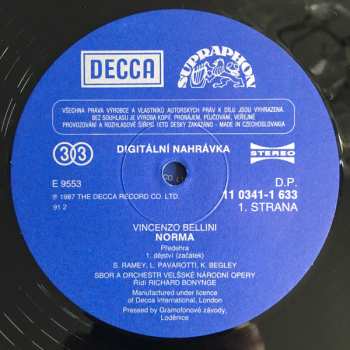 DECCA
SUPRAPHON
VŠECHNA PRÁVA VÝROBCE A VLASTNÍKŮ AUTORSKÝCH PRÁV K DÍLU JSOU VYHRAZENA.
BEZ SOUHLASU JE VÝROBA KOPIÍ, PRONÁJEM, PŮJČOVÁNÍ, VEŘEJNÉ
PROVOZOVÁNÍ A ROZHLASOVÉ ŠÍŘENÍ TÉTO DESKY ZAKÁZÁNO - MADE IN CZECHOSLOVAKIA
DIGITÁLNÍ NAHRÁVKA
33
STEREO
E 9553
D.P.
℗ 1987 THE DECCA RECORD CO. LTD.
11 0341-1 633
91 2
1. STRANA
VINCENZO BELLINI
NORMA
Předehra
1. dějství (začátek)
S. RAMEY, L. PAVAROTTI, K. BEGLEY
SBOR A ORCHESTR VELŠSKÉ NÁRODNÍ OPERY
Řídí RICHARD BONYNGE
Manufactured under licence
of Decca International, London
Pressed by Gramofonové závody,
Loděnice